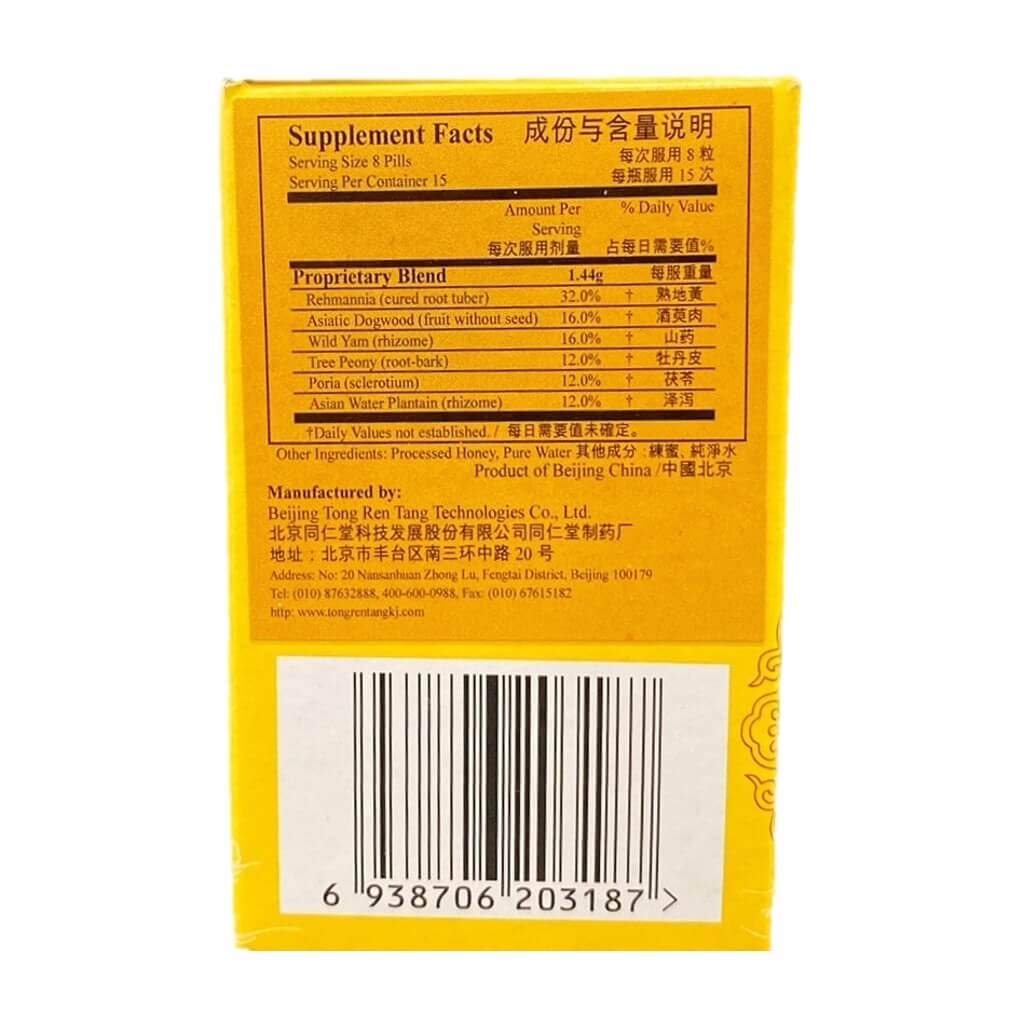 Supplement Facts 成份与含量说明
Serving Size 8 Pills 每次服用 8 粒
Serving Per Container 15 每瓶服用 15 次
Amount Per % Daily Value
Serving
每次服用剂量 占每日需要值%
Proprietary Blend 1.44g 每服重量
Rehmannia (cured root tuber) 32.0% † 熟地黃
Asiatic Dogwood (fruit without seed) 16.0% † 酒萸肉
Wild Yam (rhizome) 16.0% † 山药
Tree Peony (root-bark) 12.0% † 牡丹皮
Poria (sclerotium) 12.0% † 茯苓
Asian Water Plantain (rhizome) 12.0% † 泽泻
†Daily Values not established. / 每日需要值未確定。
Other Ingredients: Processed Honey, Pure Water 其他成分 :練蜜、純淨水
Product of Beijing China /中國北京
Manufactured by:
Beijing Tong Ren Tang Technologies Co., Ltd.
北京同仁堂科技发展股份有限公司同仁堂制药厂
地址 : 北京市丰台区南三环中路 20 号
Address: No: 20 Nansanhuan Zhong Lu, Fengtai District, Beijing 100179
Tel: (010) 87632888, 400-600-0988, Fax: (010) 67615182
http: www.tongrentangkj.com
6 938706 203187 >